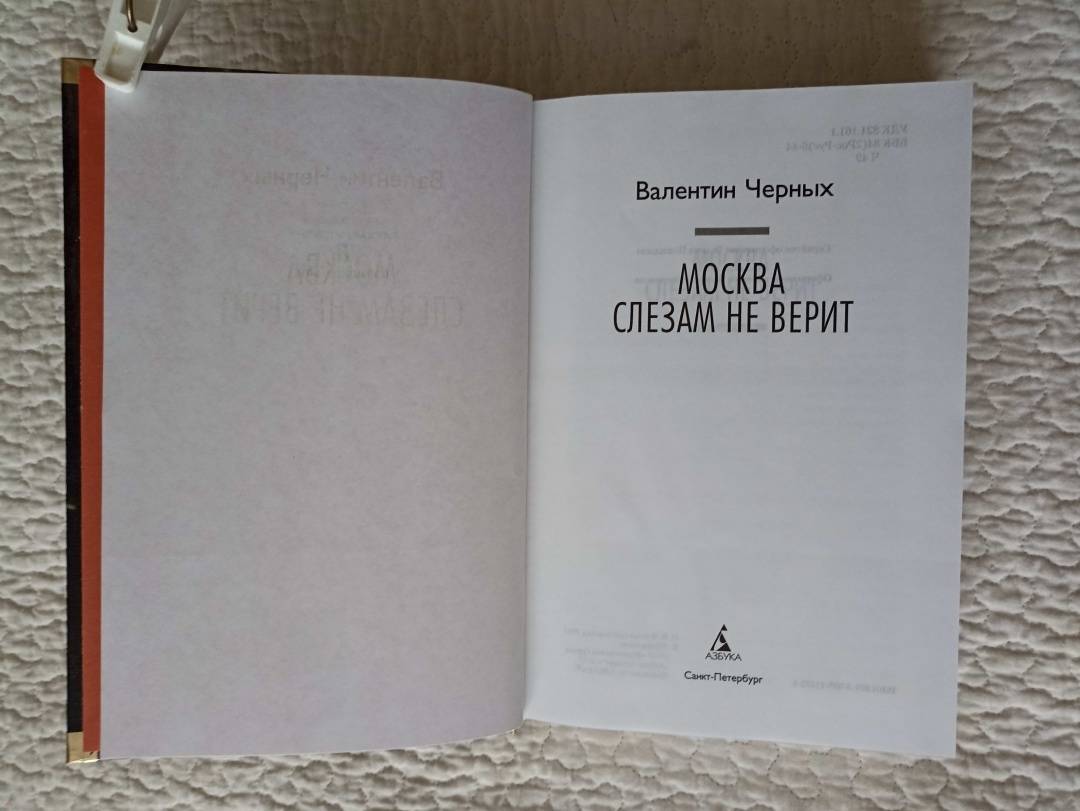 Валентин Черных
МОСКВА
СЛЕЗАМ НЕ ВЕРИТ
АЗБУКА
Санкт-Петербург